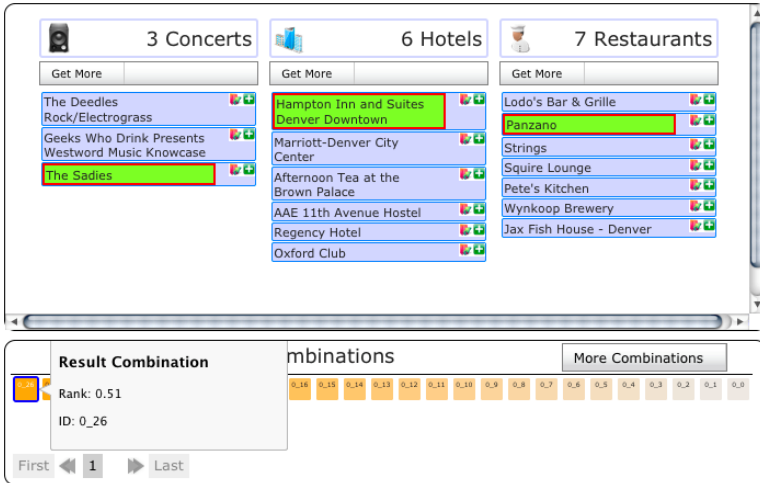 3 Concerts
6 Hotels
7 Restaurants
Get More
Get More
Get More
The Deedles
Rock/Electrograss
Geeks Who Drink Presents
Westword Music Knowcase
The Sadies
Hampton Inn and Suites
Denver Downtown
Marriott-Denver City
Center
Afternoon Tea at the
Brown Palace
AAE 11th Avenue Hostel
Regency Hotel
Oxford Club
Lodo's Bar & Grille
Panzano
Strings
Squire Lounge
Pete's Kitchen
Wynkoop Brewery
Jax Fish House - Denver
mbinations
More Combinations
Result Combination
Rank: 0.51
ID: 0_26
0_26
0_16 0_15 0_14 0_13 0_12 0_11 0_10 0_9 0_8 0_7 0_6 0_5 0_4 0_3 0_2 0_1 0_0
First 1 Last